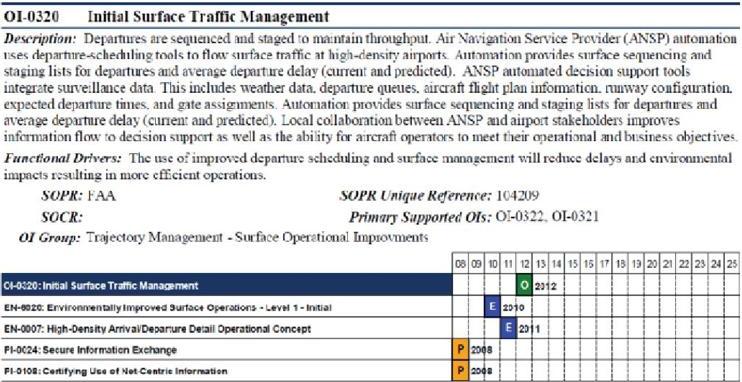 OI-0320 Initial Surface Traffic Management
Description: Departures are sequenced and staged to maintain throughput. Air Navigation Service Provider (ANSP) automation
uses departure-scheduling tools to flow surface traffic at high-density airports. Automation provides surface sequencing and
staging lists for departures and average departure delay (current and predicted). ANSP automated decision support tools
integrate surveillance data. This includes weather data, departure queues, aircraft flight plan information, runway configuration,
expected departure times, and gate assignments. Automation provides surface sequencing and staging lists for departures and
average departure delay (current and predicted). Local collaboration between ANSP and airport stakeholders improves
information flow to decision support as well as the ability for aircraft operators to meet their operational and business objectives.
Functional Drivers: The use of improved departure scheduling and surface management will reduce delays and environmental
impacts resulting in more efficient operations.
SOPR: FAA SOPR Unique Reference: 104209
SOCR: Primary Supported OIs: OI-0322, OI-0321
OI Group: Trajectory Management - Surface Operational Improvments
08 09 10 11 12 13 14 15 16 17 18 19 20 21 22 23 24 25
OI-0320: Initial Surface Traffic Management O 2012
EN-6020: Environmentally Improved Surface Operations - Level 1 - Initial E 2010
EN-0007: High-Density Arrival/Departure Detail Operational Concept E 2011
PI-0024: Secure Information Exchange P 2008
PI-0108: Certifying Use of Net-Centric Information P 2008